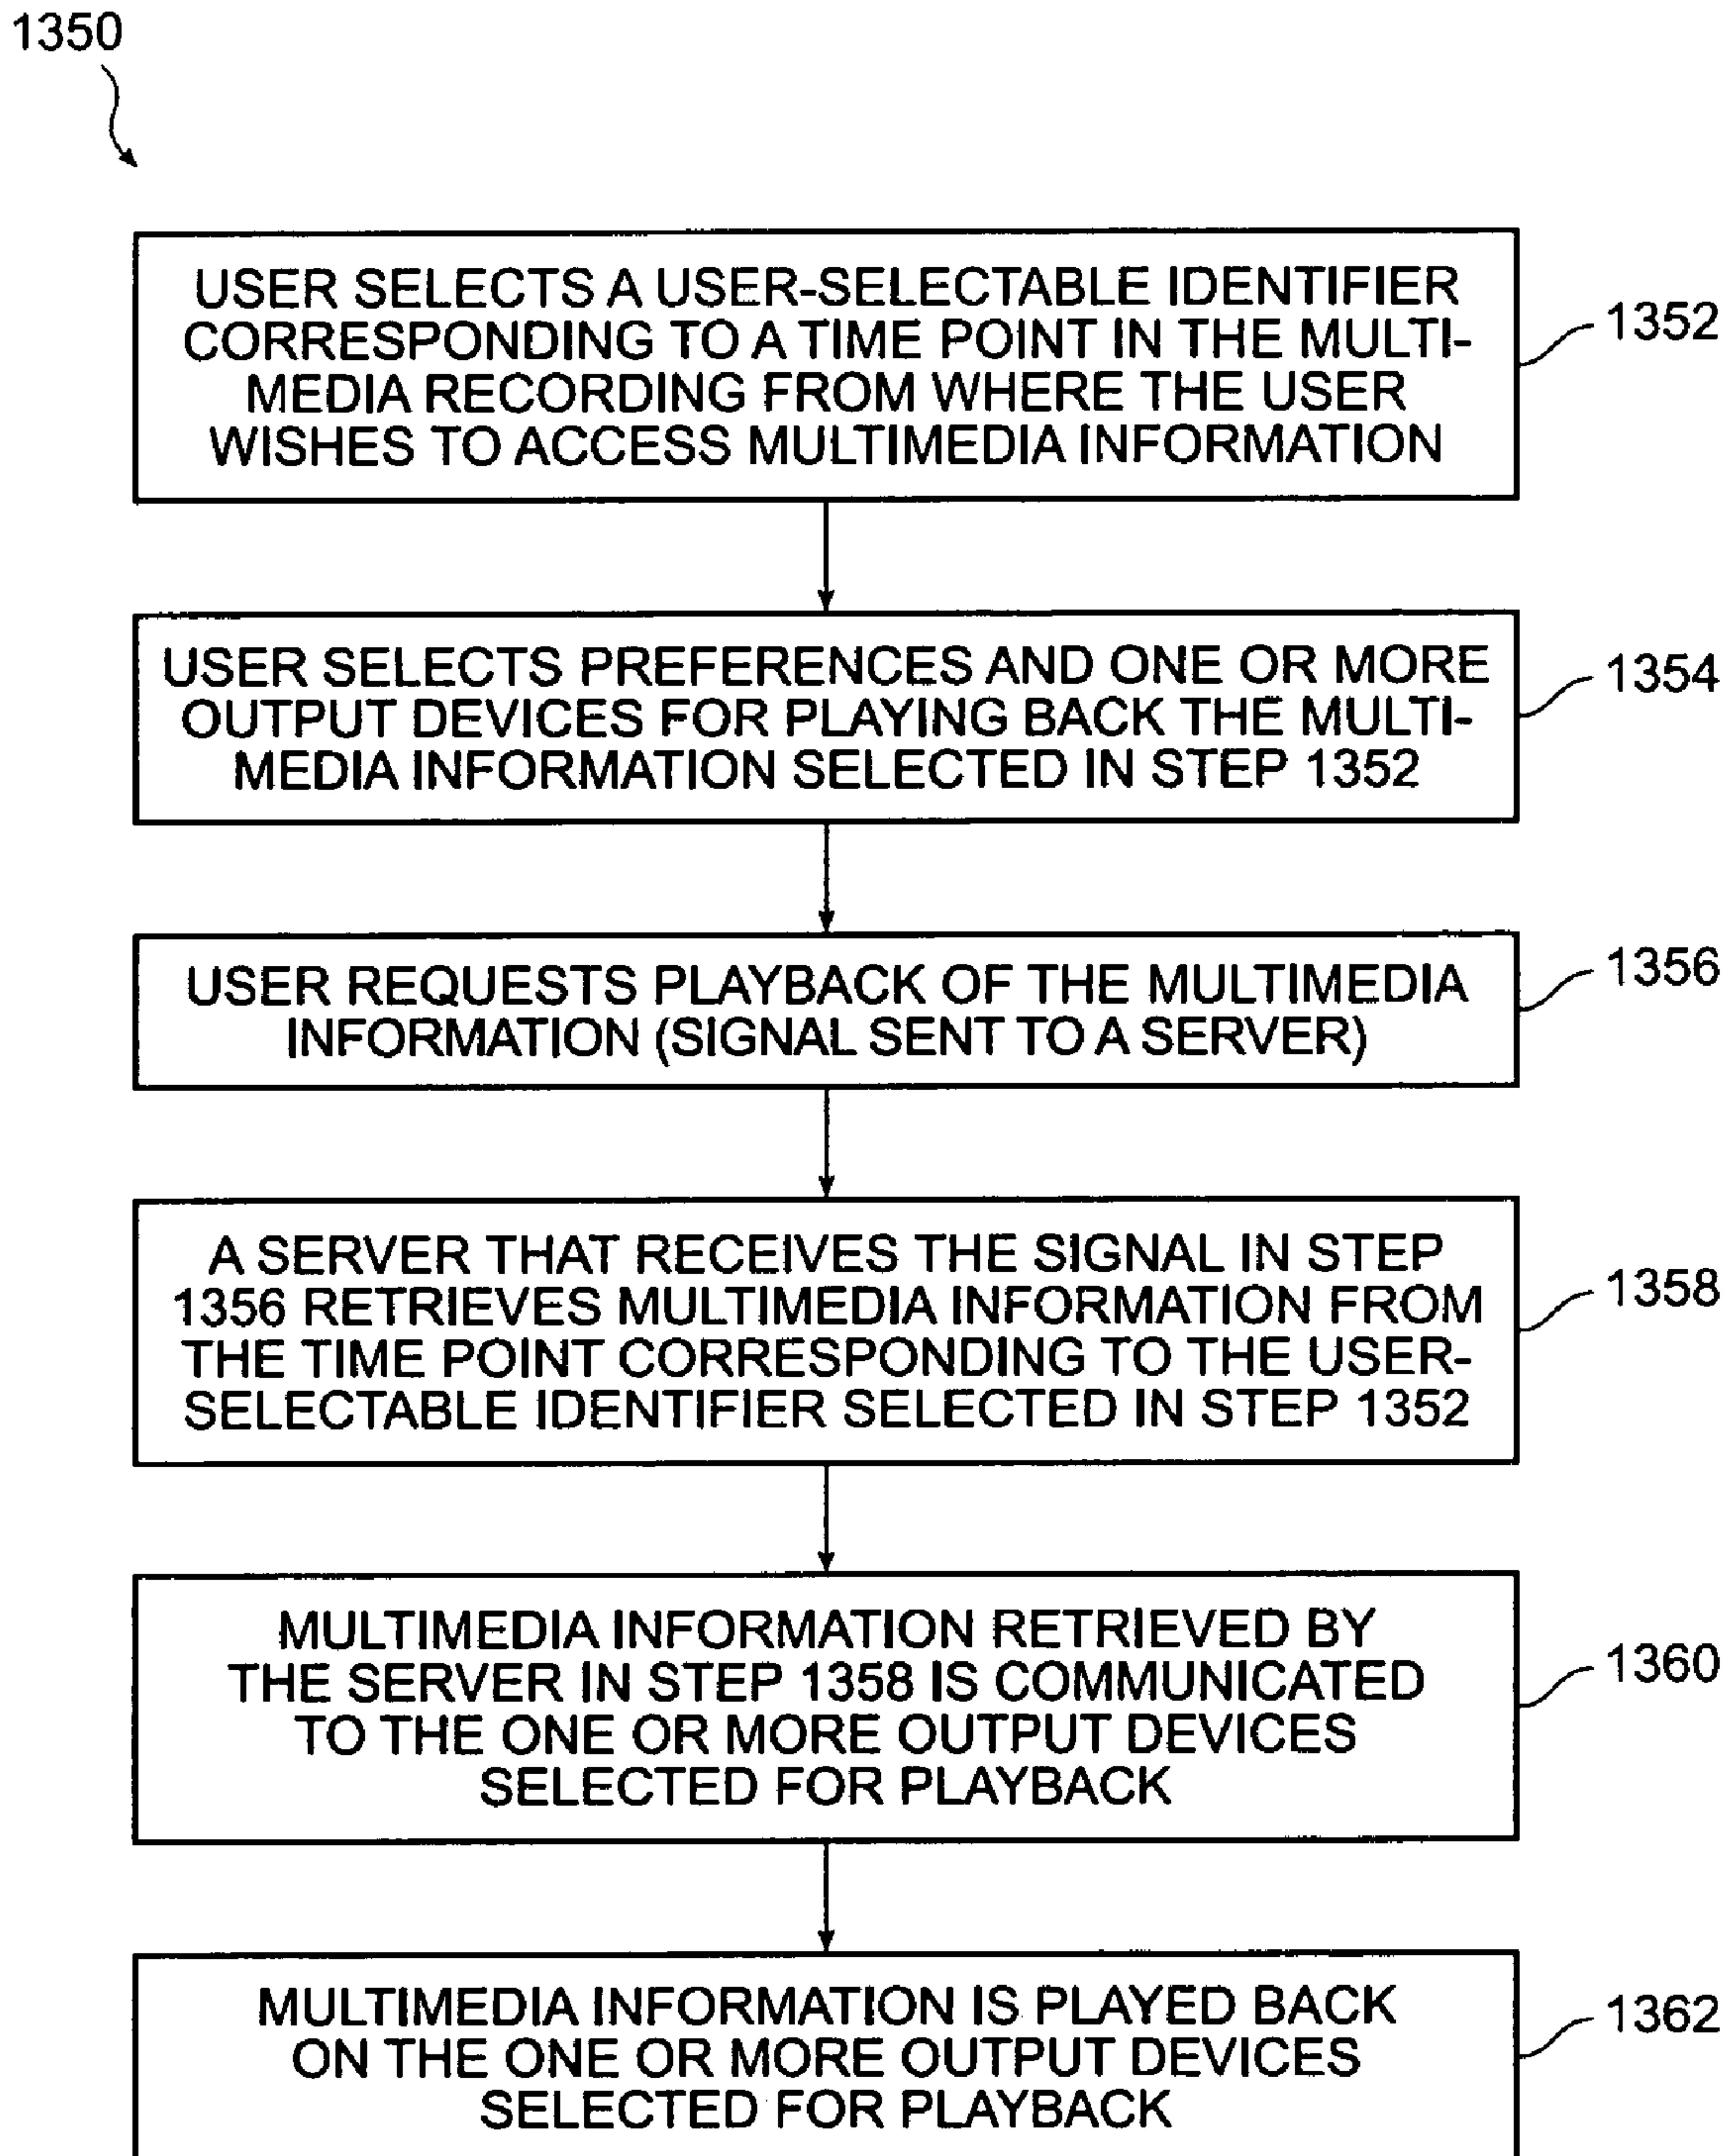 1350
USER SELECTS A USER-SELECTABLE IDENTIFIER
CORRESPONDING TO A TIME POINT IN THE MULTI-
MEDIA RECORDING FROM WHERE THE USER
WISHES TO ACCESS MULTIMEDIA INFORMATION
1352
USER SELECTS PREFERENCES AND ONE OR MORE
OUTPUT DEVICES FOR PLAYING BACK THE MULTI-
MEDIA INFORMATION SELECTED IN STEP 1352
1354
USER REQUESTS PLAYBACK OF THE MULTIMEDIA
INFORMATION (SIGNAL SENT TO A SERVER)
1356
A SERVER THAT RECEIVES THE SIGNAL IN STEP
1356 RETRIEVES MULTIMEDIA INFORMATION FROM
THE TIME POINT CORRESPONDING TO THE USER-
SELECTABLE IDENTIFIER SELECTED IN STEP 1352
1358
MULTIMEDIA INFORMATION RETRIEVED BY
THE SERVER IN STEP 1358 IS COMMUNICATED
TO THE ONE OR MORE OUTPUT DEVICES
SELECTED FOR PLAYBACK
1360
MULTIMEDIA INFORMATION IS PLAYED BACK
ON THE ONE OR MORE OUTPUT DEVICES
SELECTED FOR PLAYBACK
1362